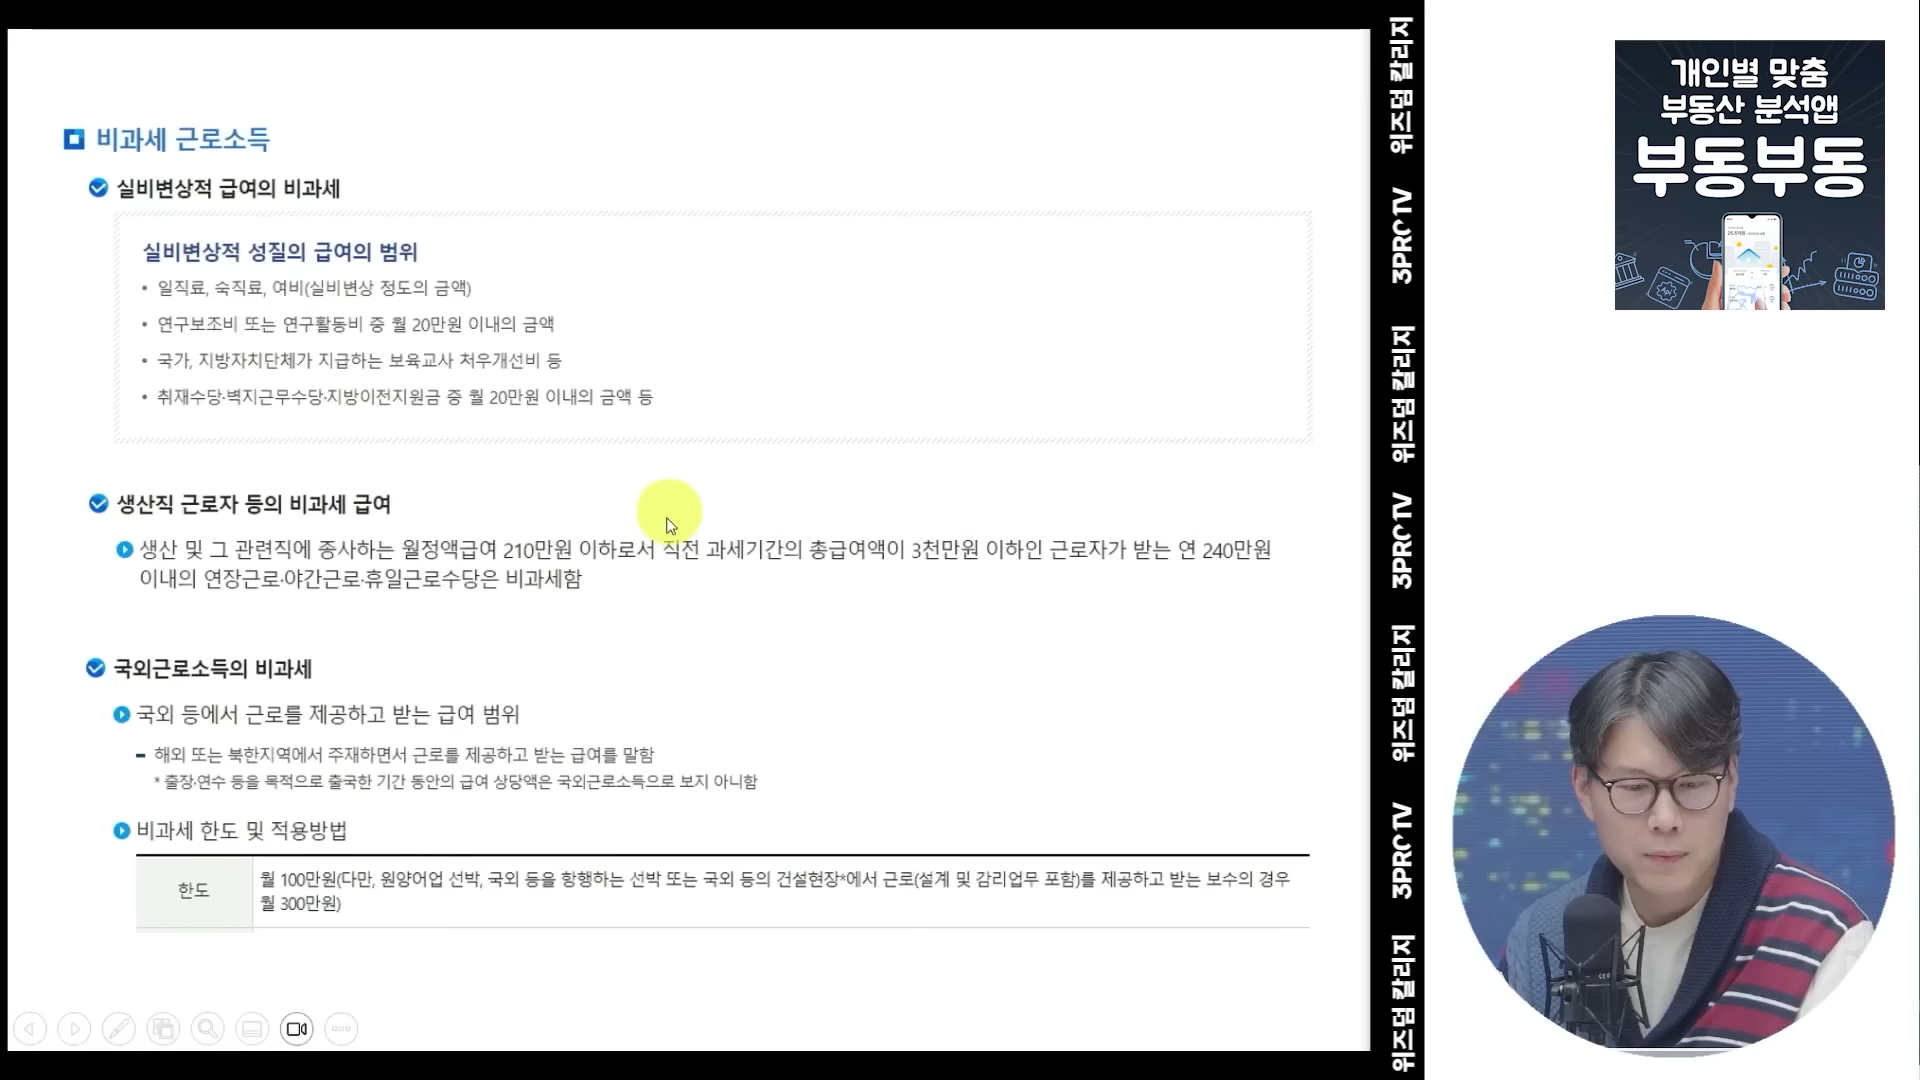 비과세 근로소득
실비변상적 급여의 비과세
실비변상적 성질의 급여의 범위
• 일직료, 숙직료, 여비(실비변상 정도의 금액)
• 연구보조비 또는 연구활동비 중 월 20만원 이내의 금액
• 국가, 지방자치단체가 지급하는 보육교사 처우개선비 등
• 취재수당·벽지근무수당·지방이전지원금 중 월 20만원 이내의 금액 등
생산직 근로자 등의 비과세 급여
생산 및 그 관련직에 종사하는 월정액급여 210만원 이하로서 직전 과세기간의 총급여액이 3천만원 이하인 근로자가 받는 연 240만원
이내의 연장근로·야간근로·휴일근로수당은 비과세함
국외근로소득의 비과세
국외 등에서 근로를 제공하고 받는 급여 범위
- 해외 또는 북한지역에서 주재하면서 근로를 제공하고 받는 급여를 말함
* 출장·연수 등을 목적으로 출국한 기간 동안의 급여 상당액은 국외근로소득으로 보지 아니함
비과세 한도 및 적용방법
한도
월 100만원(다만, 원양어업 선박, 국외 등을 항행하는 선박 또는 국외 등의 건설현장*에서 근로(설계 및 감리업무 포함)를 제공하고 받는 보수의 경우
월 300만원)
위즈덤 칼리지
3PROTV
위즈덤 칼리지
3PROTV
위즈덤 칼리지
3PROTV
위즈덤 칼리지
개인별 맞춤
부동산 분석앱
부동부동